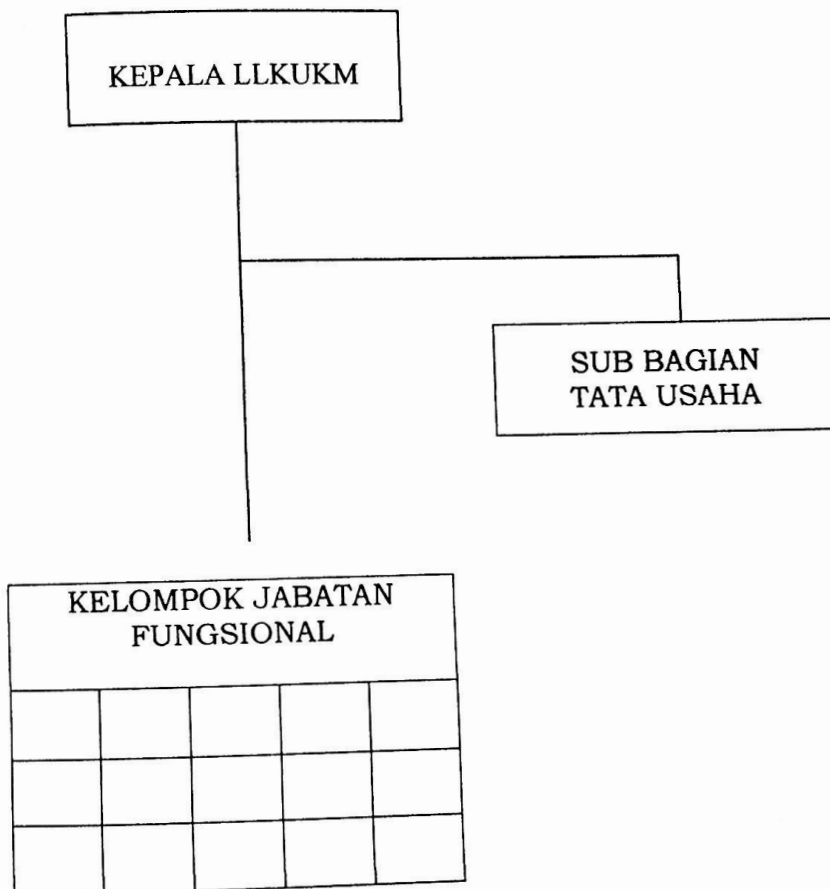 KEPALA LLKUKM
SUB BAGIAN
TATA USAHA
KELOMPOK JABATAN
FUNGSIONAL